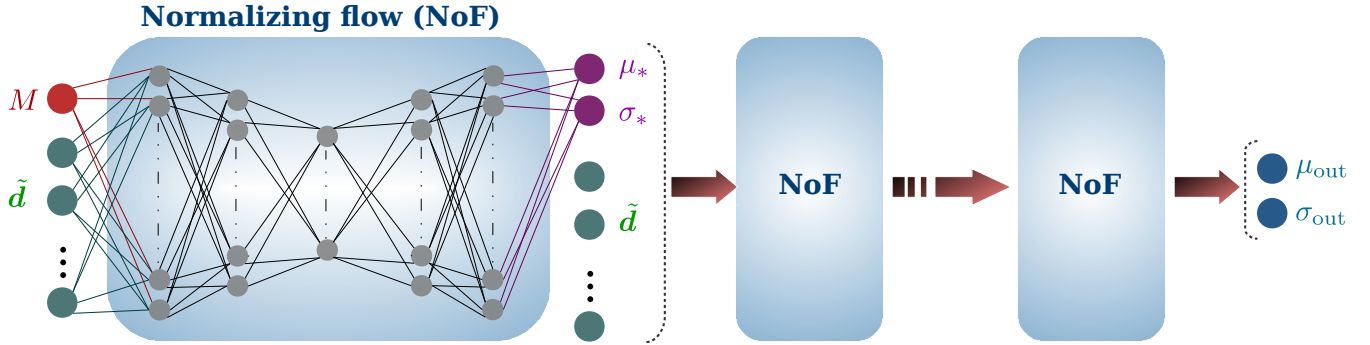 Normalizing flow (NoF)
M
d̃
μ*
σ*
d̃
NoF
NoF
μout
σout